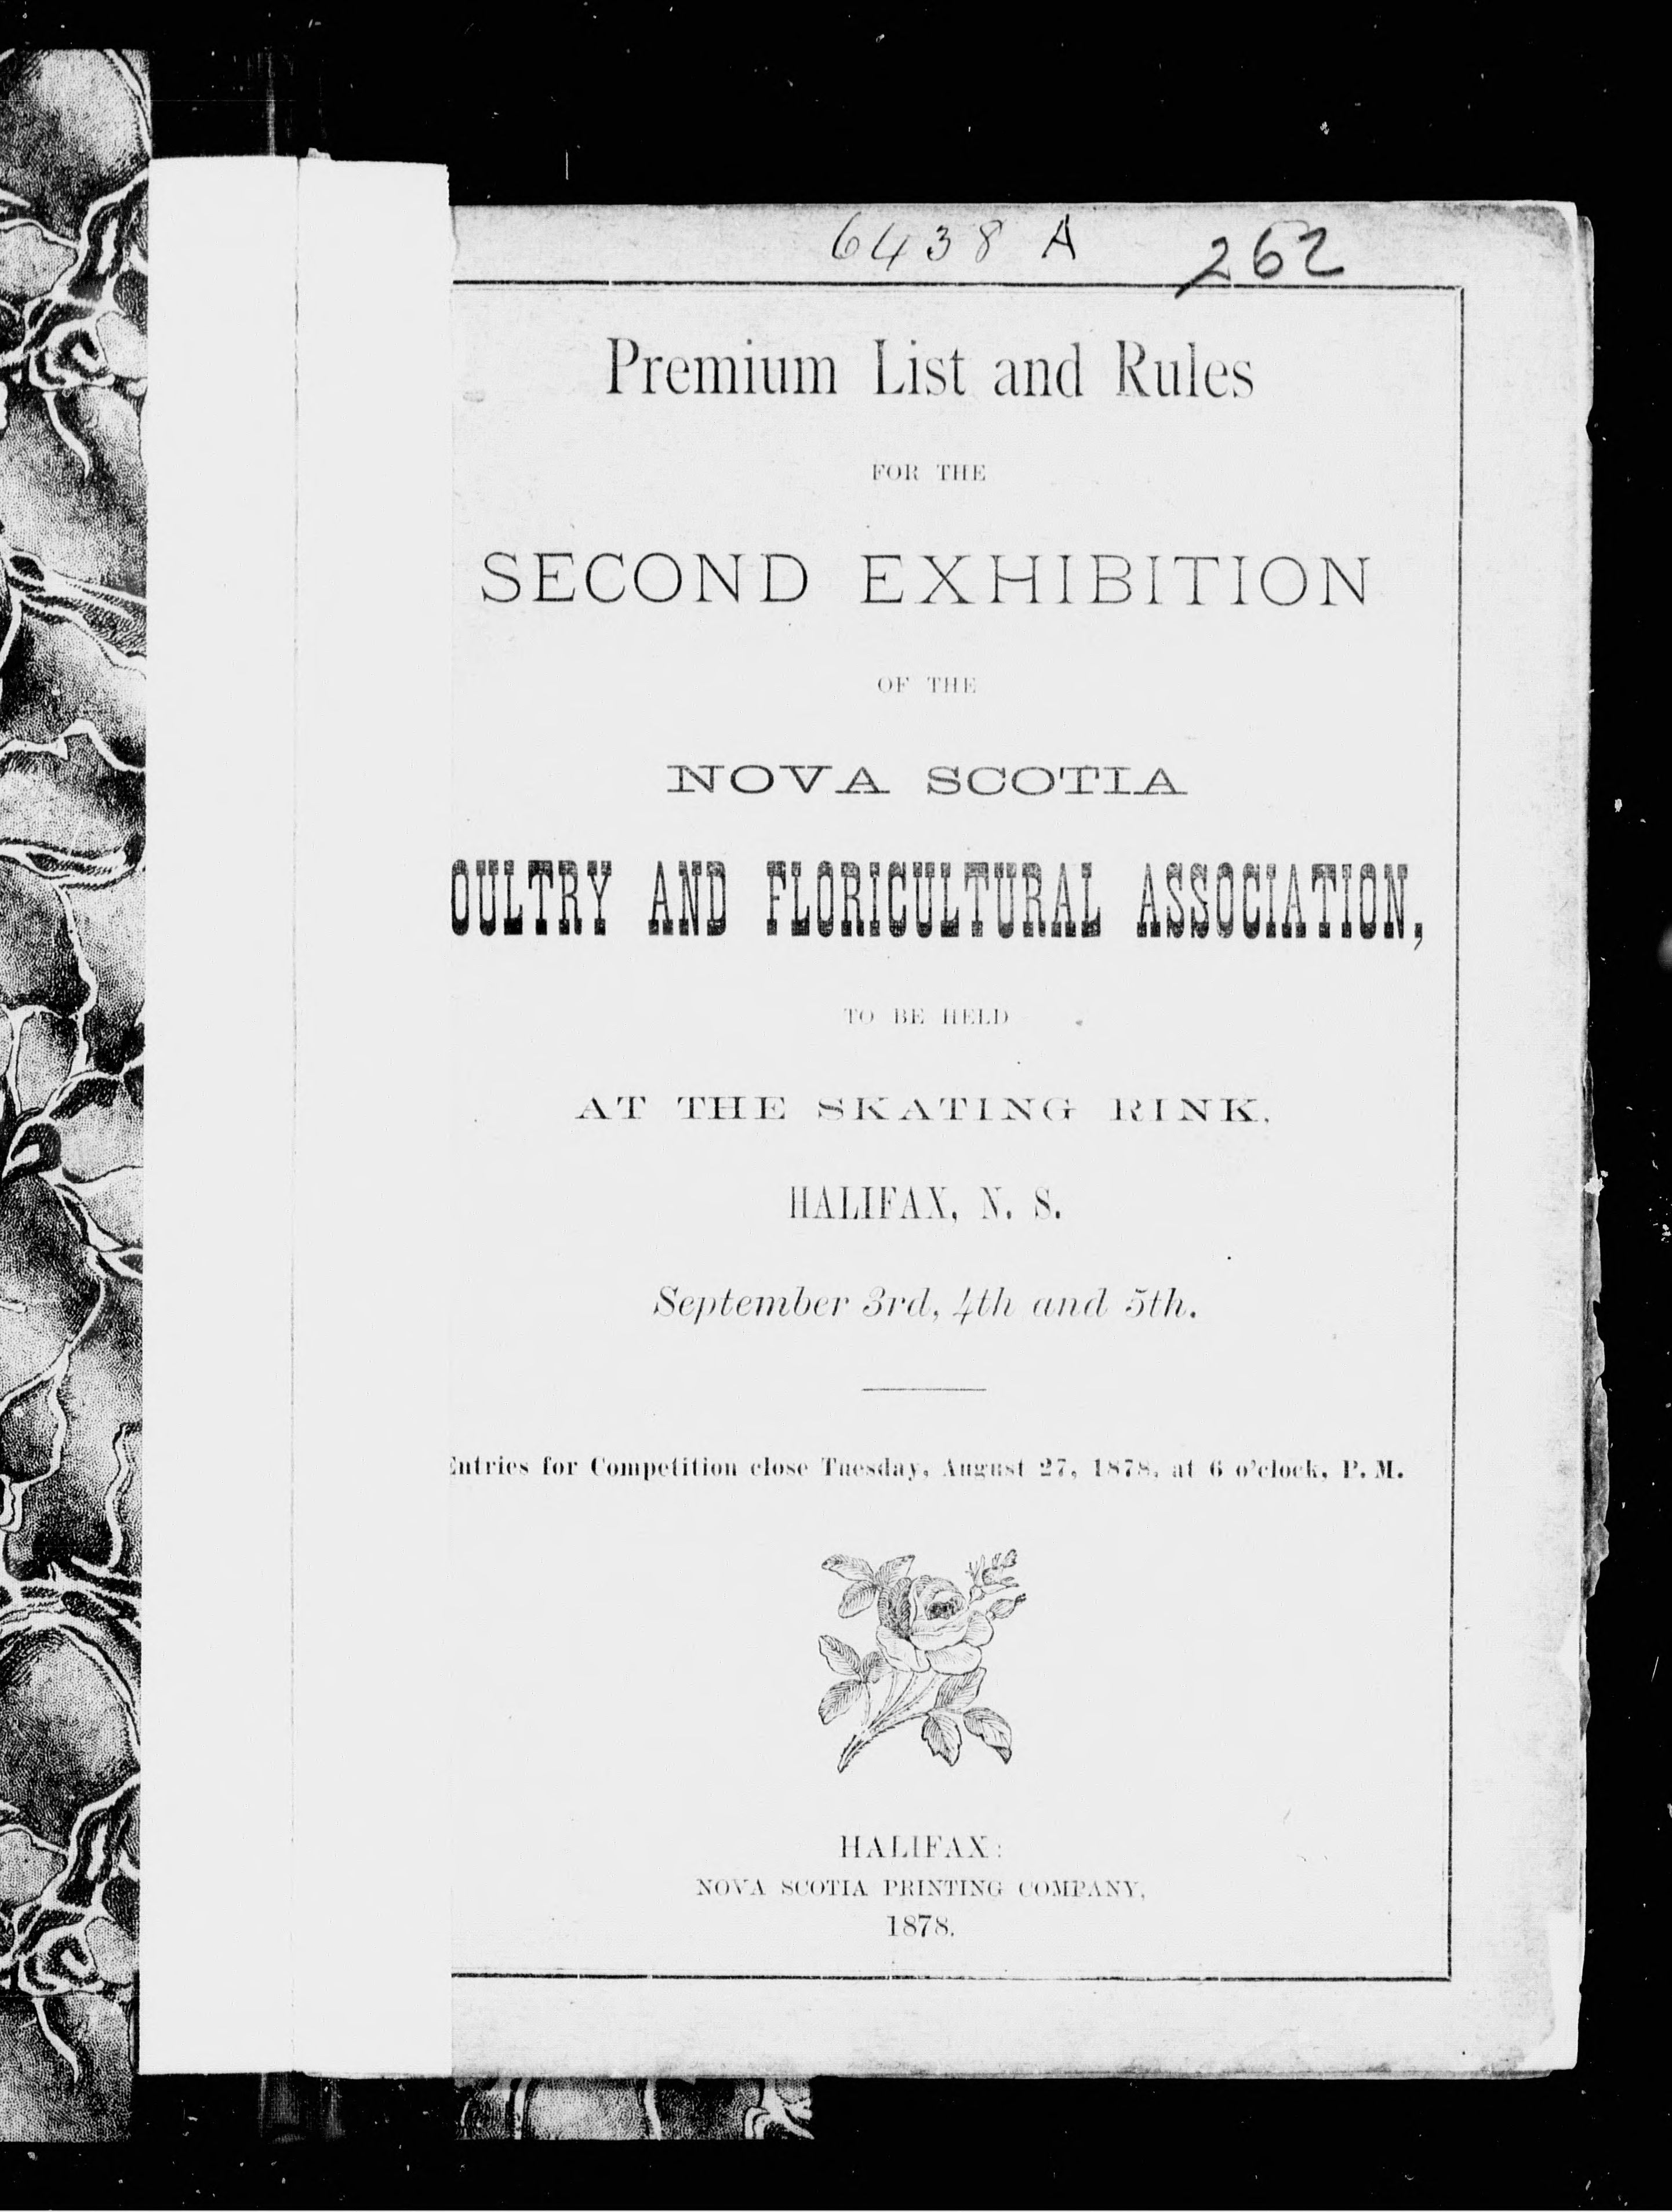 6438 A 262
Premium List and Rules
FOR THE
SECOND EXHIBITION
OF THE
NOVA SCOTIA
OULTRY AND FLORICULTURAL ASSOCIATION,
TO BE HELD
AT THE SKATING RINK,
HALIFAX, N. S.
September 3rd, 4th and 5th.
Entries for Competition close Tuesday, August 27, 1878, at 6 o'clock, P. M.
HALIFAX:
NOVA SCOTIA PRINTING COMPANY,
1878.